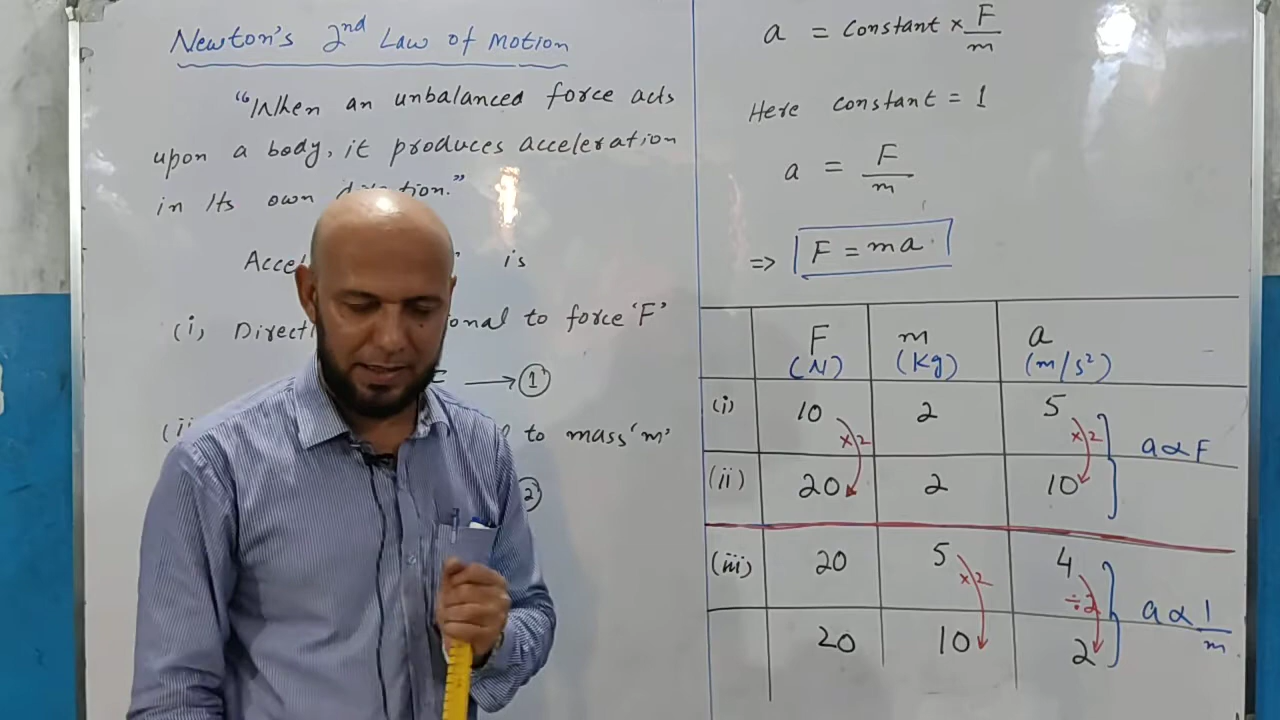 Newton's 2nd Law of Motion
"When an unbalanced force acts
upon a body, it produces acceleration
in Its own
is
(i)
to force 'F'
→ ①
to mass 'm'
②
a = Constant × F/m
Here constant = 1
a = F/m
⇒ F = ma
F m a
(N) (Kg) (m/s²)
(i) 10 2 5
×2 ×2 a∝F
(ii) 20 2 10
(iii) 20 5 4
×2 ÷2 a∝1/m
20 10 2